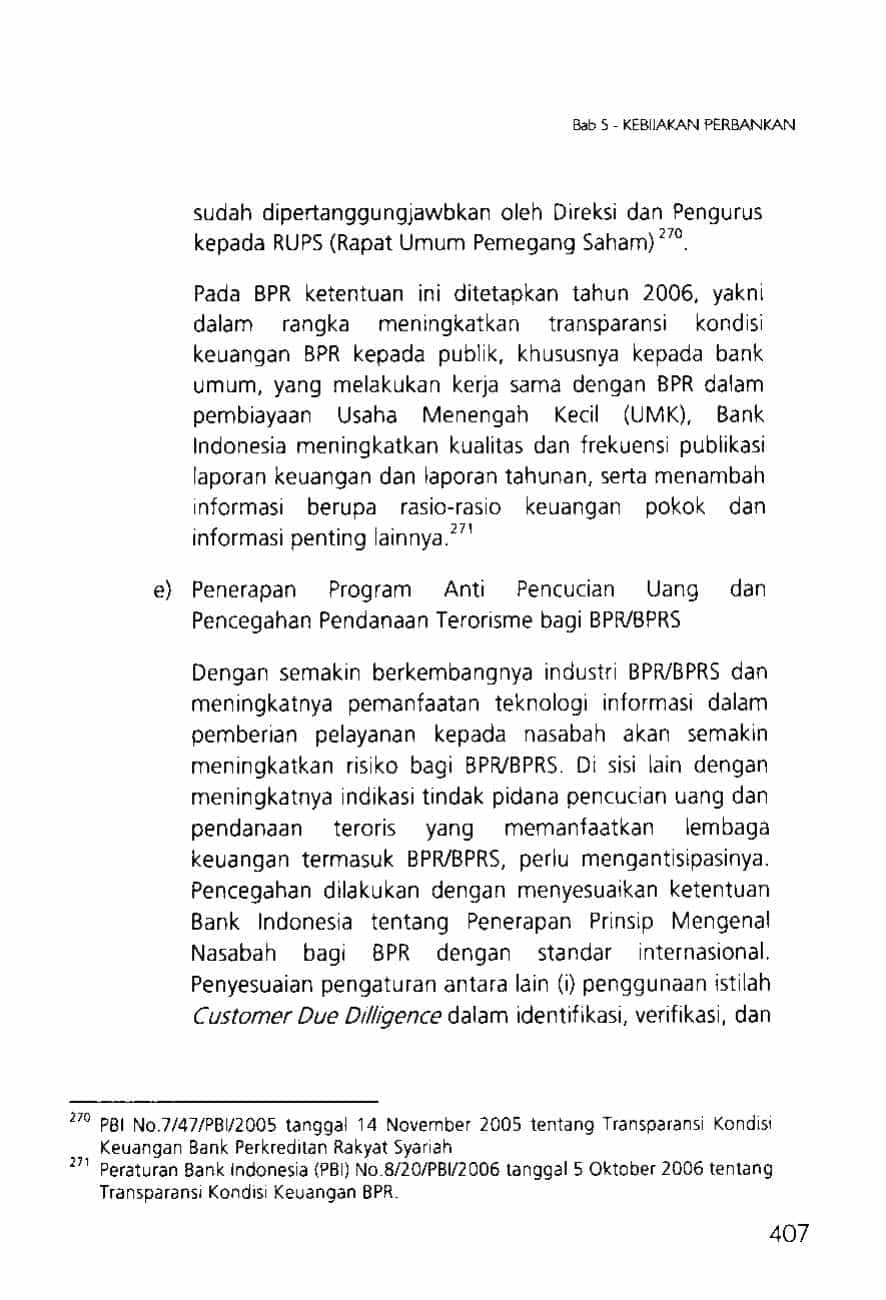 Bab 5 - KEBIJAKAN PERBANKAN
sudah dipertanggungjawbkan oleh Direksi dan Pengurus
kepada RUPS (Rapat Umum Pemegang Saham)²⁷⁰.
Pada BPR ketentuan ini ditetapkan tahun 2006, yakni
dalam rangka meningkatkan transparansi kondisi
keuangan BPR kepada publik, khususnya kepada bank
umum, yang melakukan kerja sama dengan BPR dalam
pembiayaan Usaha Menengah Kecil (UMK), Bank
Indonesia meningkatkan kualitas dan frekuensi publikasi
laporan keuangan dan laporan tahunan, serta menambah
informasi berupa rasio-rasio keuangan pokok dan
informasi penting lainnya.²⁷¹
e) Penerapan Program Anti Pencucian Uang dan
Pencegahan Pendanaan Terorisme bagi BPR/BPRS
Dengan semakin berkembangnya industri BPR/BPRS dan
meningkatnya pemanfaatan teknologi informasi dalam
pemberian pelayanan kepada nasabah akan semakin
meningkatkan risiko bagi BPR/BPRS. Di sisi lain dengan
meningkatnya indikasi tindak pidana pencucian uang dan
pendanaan teroris yang memanfaatkan lembaga
keuangan termasuk BPR/BPRS, perlu mengantisipasinya.
Pencegahan dilakukan dengan menyesuaikan ketentuan
Bank Indonesia tentang Penerapan Prinsip Mengenal
Nasabah bagi BPR dengan standar internasional.
Penyesuaian pengaturan antara lain (i) penggunaan istilah
Customer Due Dilligence dalam identifikasi, verifikasi, dan
²⁷⁰ PBI No.7/47/PBI/2005 tanggal 14 November 2005 tentang Transparansi Kondisi
Keuangan Bank Perkreditan Rakyat Syariah
²⁷¹ Peraturan Bank Indonesia (PBI) No.8/20/PBI/2006 tanggal 5 Oktober 2006 tentang
Transparansi Kondisi Keuangan BPR.
407